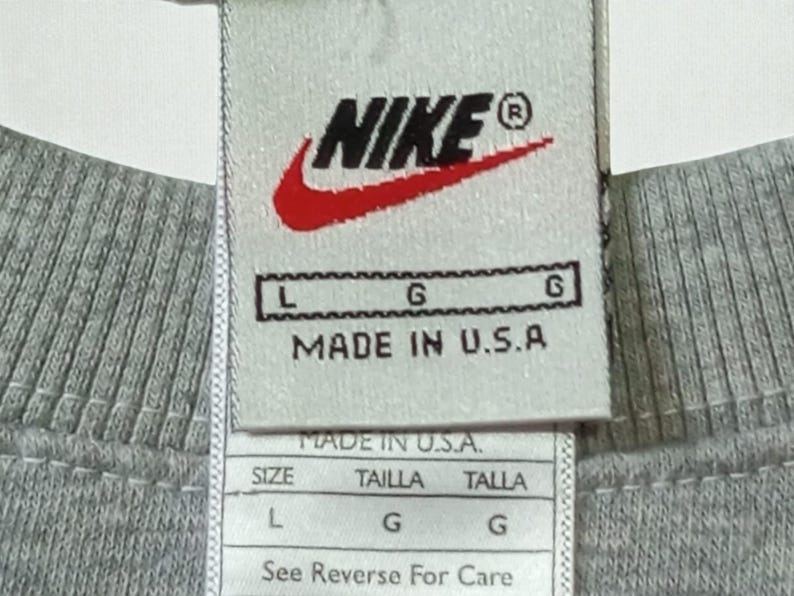 NIKE®
L G G
MADE IN U.S.A
MADE IN U.S.A.
SIZE TAILLA TALLA
L G G
See Reverse For Care